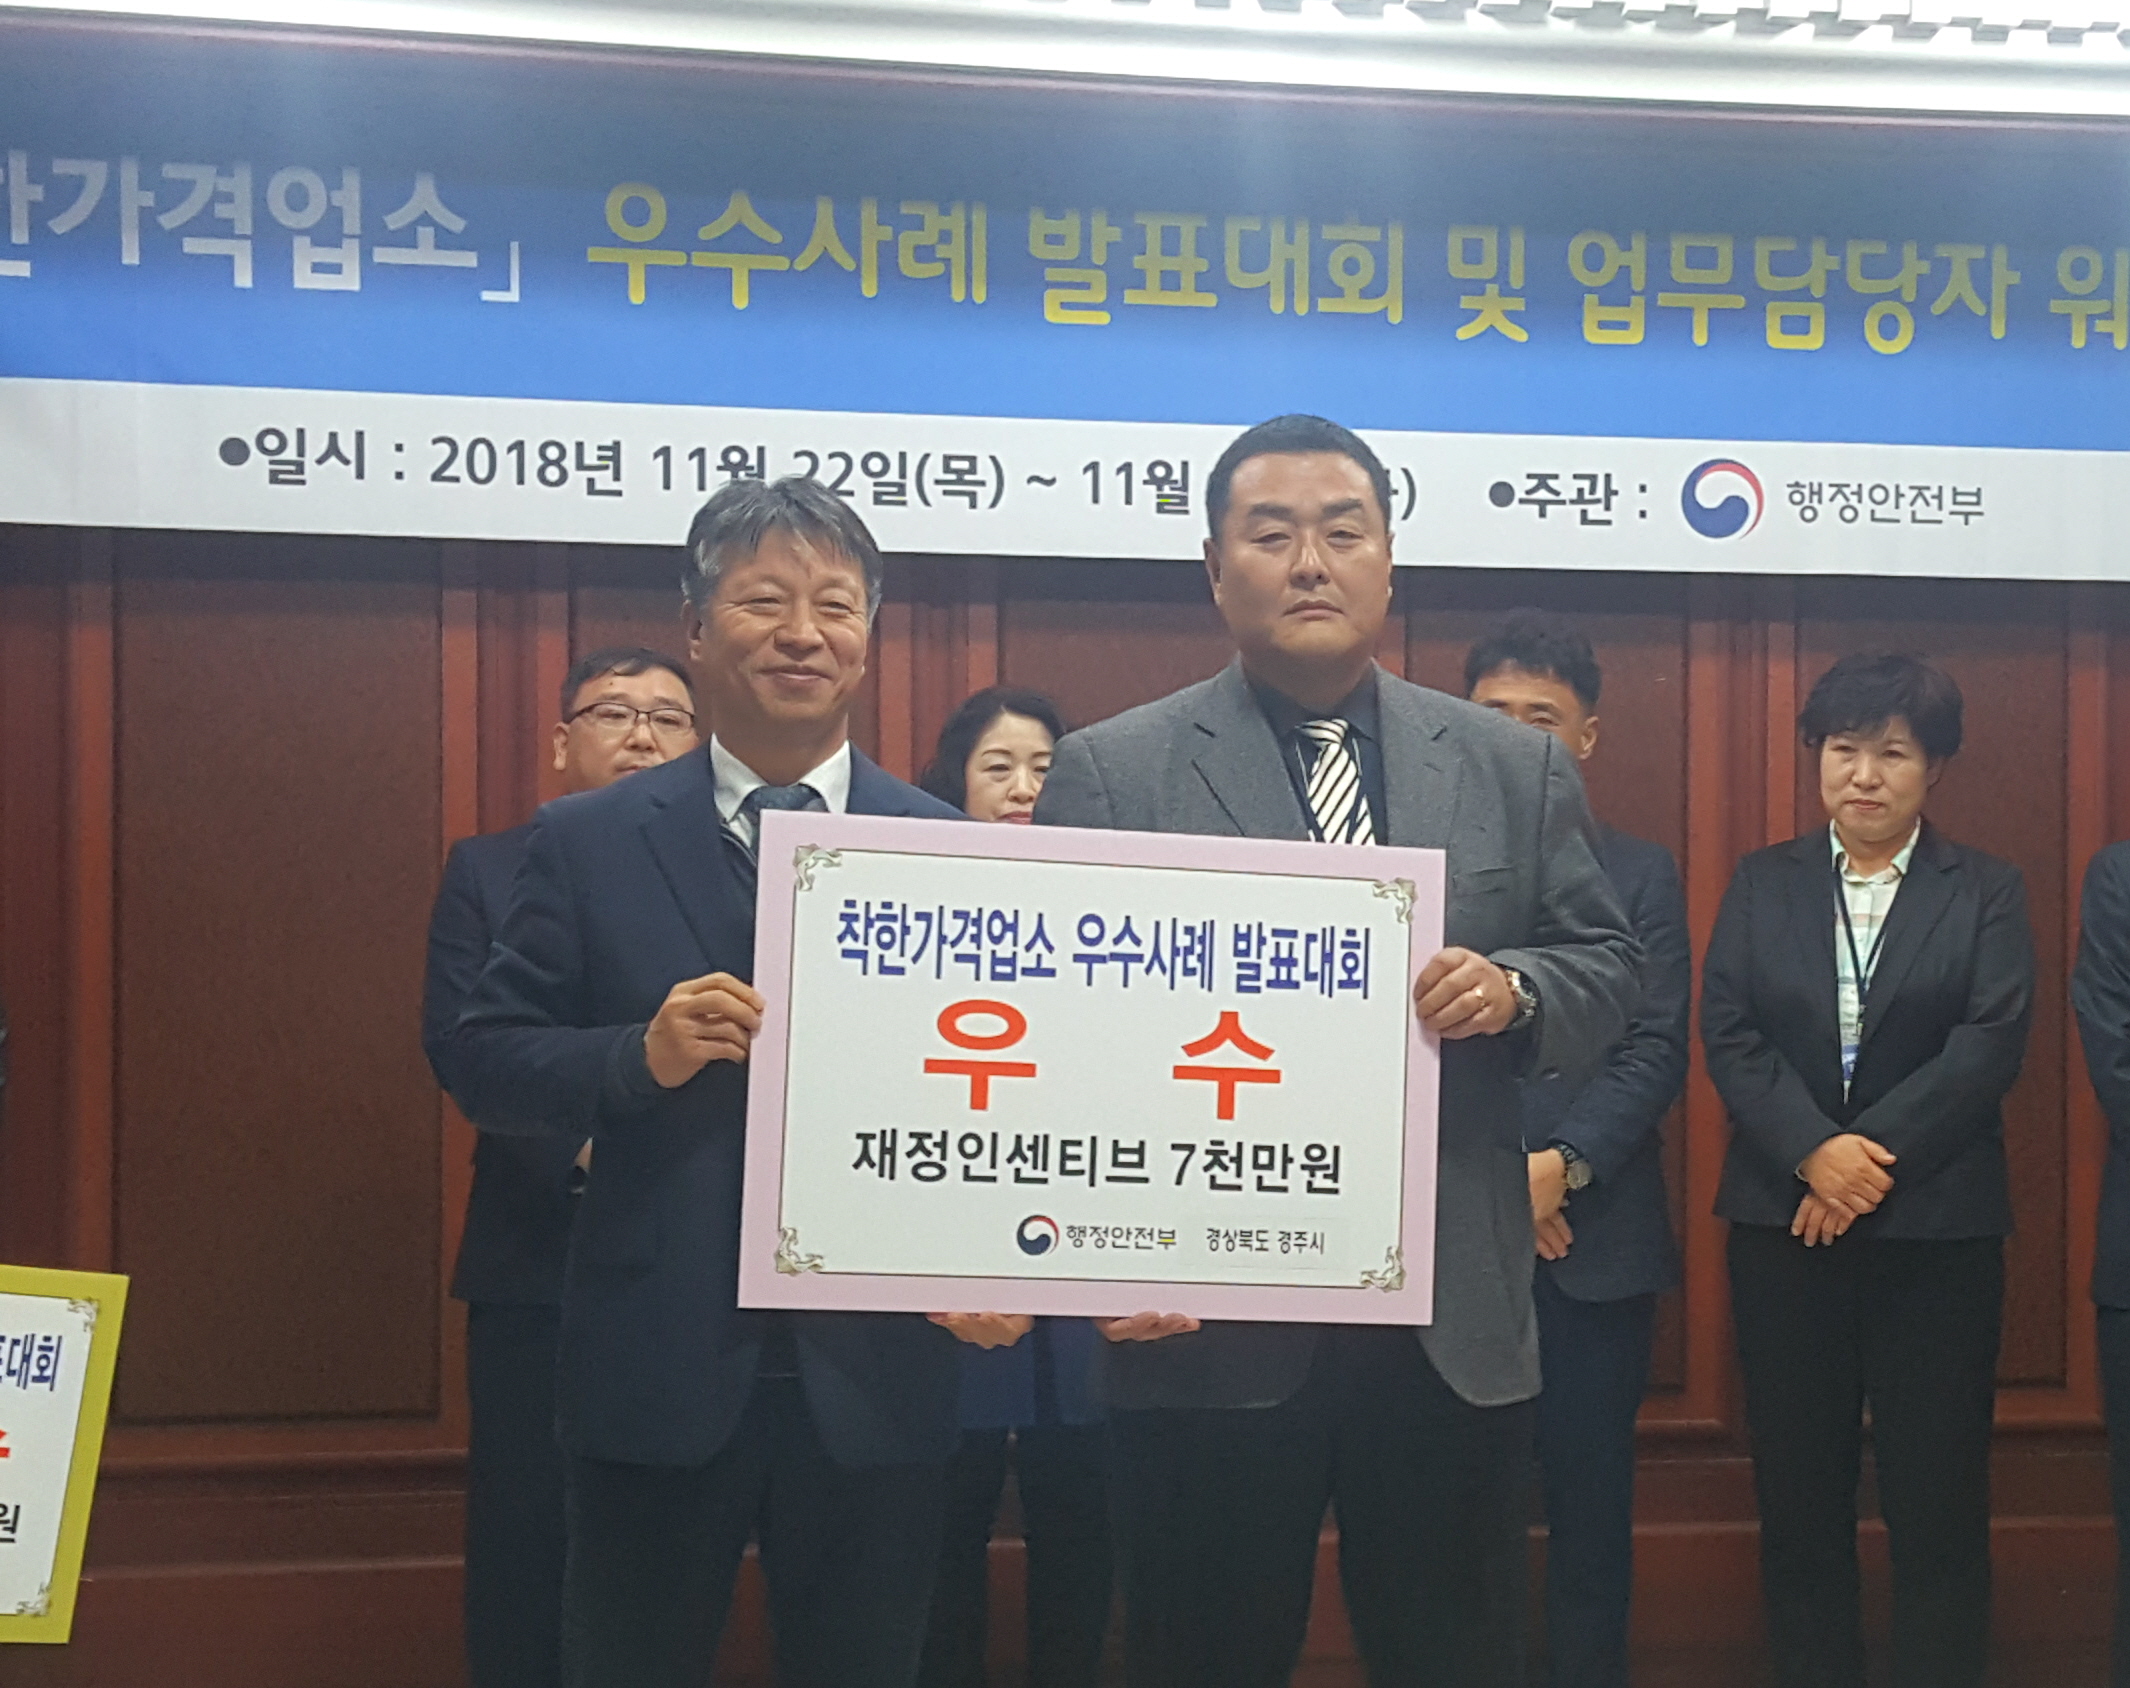 한가격업소」 우수사례 발표대회 및 업무담당자 워
●일시 : 2018년 11월 22일(목) ~ 11월 ) ●주관 : 행정안전부
착한가격업소 우수사례 발표대회
우 수
재정인센티브 7천만원
행정안전부 경상북도 경주시
대회
원